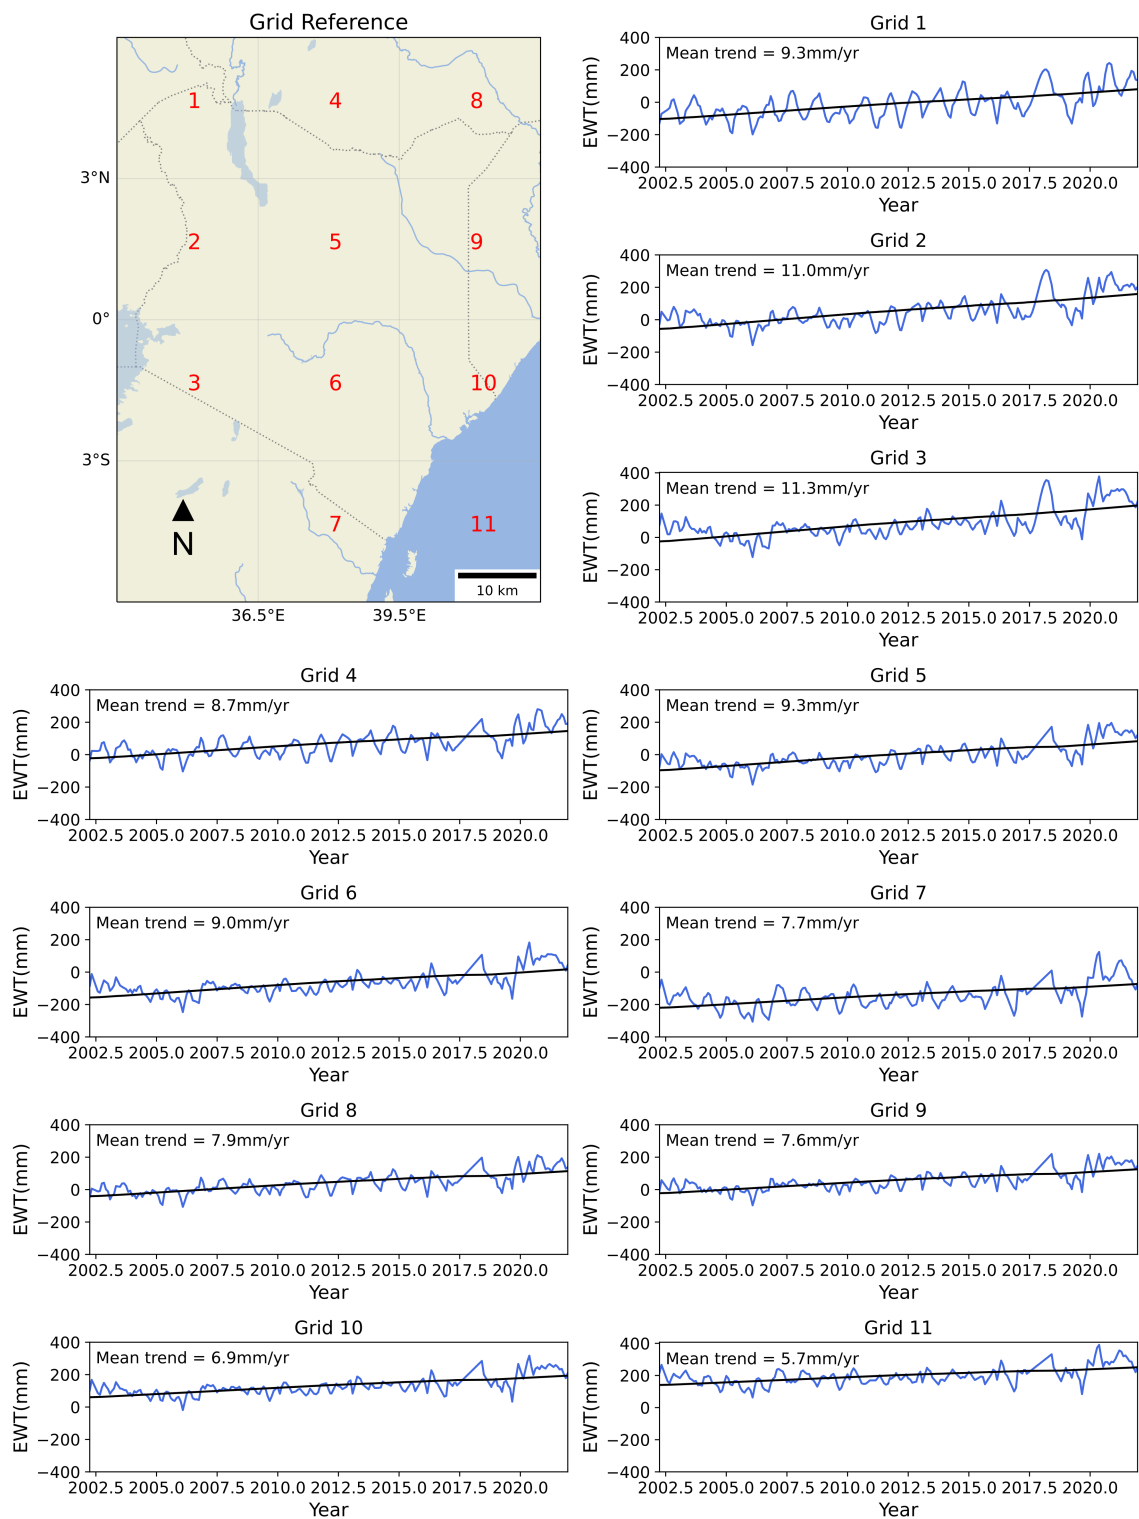 Grid Reference
1
4
8
3°N
2
5
9
0°
3
6
10
3°S
7
11
N
10 km
36.5°E
39.5°E
Grid 1
Mean trend = 9.3mm/yr
EWT(mm)
400
200
0
−200
−400
2002.5 2005.0 2007.5 2010.0 2012.5 2015.0 2017.5 2020.0
Year
Grid 2
Mean trend = 11.0mm/yr
EWT(mm)
400
200
0
−200
−400
2002.5 2005.0 2007.5 2010.0 2012.5 2015.0 2017.5 2020.0
Year
Grid 3
Mean trend = 11.3mm/yr
EWT(mm)
400
200
0
−200
−400
2002.5 2005.0 2007.5 2010.0 2012.5 2015.0 2017.5 2020.0
Year
Grid 4
Mean trend = 8.7mm/yr
EWT(mm)
400
200
0
−200
−400
2002.5 2005.0 2007.5 2010.0 2012.5 2015.0 2017.5 2020.0
Year
Grid 5
Mean trend = 9.3mm/yr
EWT(mm)
400
200
0
−200
−400
2002.5 2005.0 2007.5 2010.0 2012.5 2015.0 2017.5 2020.0
Year
Grid 6
Mean trend = 9.0mm/yr
EWT(mm)
400
200
0
−200
−400
2002.5 2005.0 2007.5 2010.0 2012.5 2015.0 2017.5 2020.0
Year
Grid 7
Mean trend = 7.7mm/yr
EWT(mm)
400
200
0
−200
−400
2002.5 2005.0 2007.5 2010.0 2012.5 2015.0 2017.5 2020.0
Year
Grid 8
Mean trend = 7.9mm/yr
EWT(mm)
400
200
0
−200
−400
2002.5 2005.0 2007.5 2010.0 2012.5 2015.0 2017.5 2020.0
Year
Grid 9
Mean trend = 7.6mm/yr
EWT(mm)
400
200
0
−200
−400
2002.5 2005.0 2007.5 2010.0 2012.5 2015.0 2017.5 2020.0
Year
Grid 10
Mean trend = 6.9mm/yr
EWT(mm)
400
200
0
−200
−400
2002.5 2005.0 2007.5 2010.0 2012.5 2015.0 2017.5 2020.0
Year
Grid 11
Mean trend = 5.7mm/yr
EWT(mm)
400
200
0
−200
−400
2002.5 2005.0 2007.5 2010.0 2012.5 2015.0 2017.5 2020.0
Year